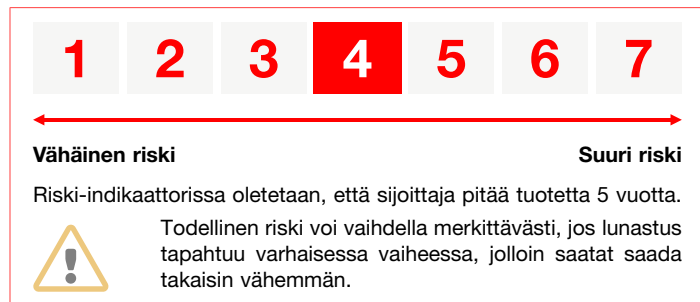 1 2 3 4 5 6 7
Vähäinen riski Suuri riski
Riski-indikaattorissa oletetaan, että sijoittaja pitää tuotetta 5 vuotta.
Todellinen riski voi vaihdella merkittävästi, jos lunastus
tapahtuu varhaisessa vaiheessa, jolloin saatat saada
takaisin vähemmän.